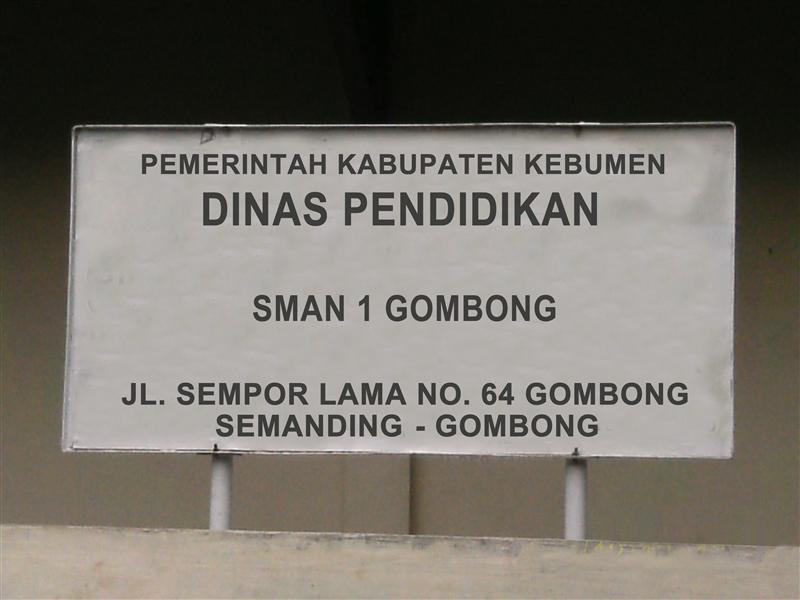 PEMERINTAH KABUPATEN KEBUMEN
DINAS PENDIDIKAN
SMAN 1 GOMBONG
JL. SEMPOR LAMA NO. 64 GOMBONG
SEMANDING - GOMBONG